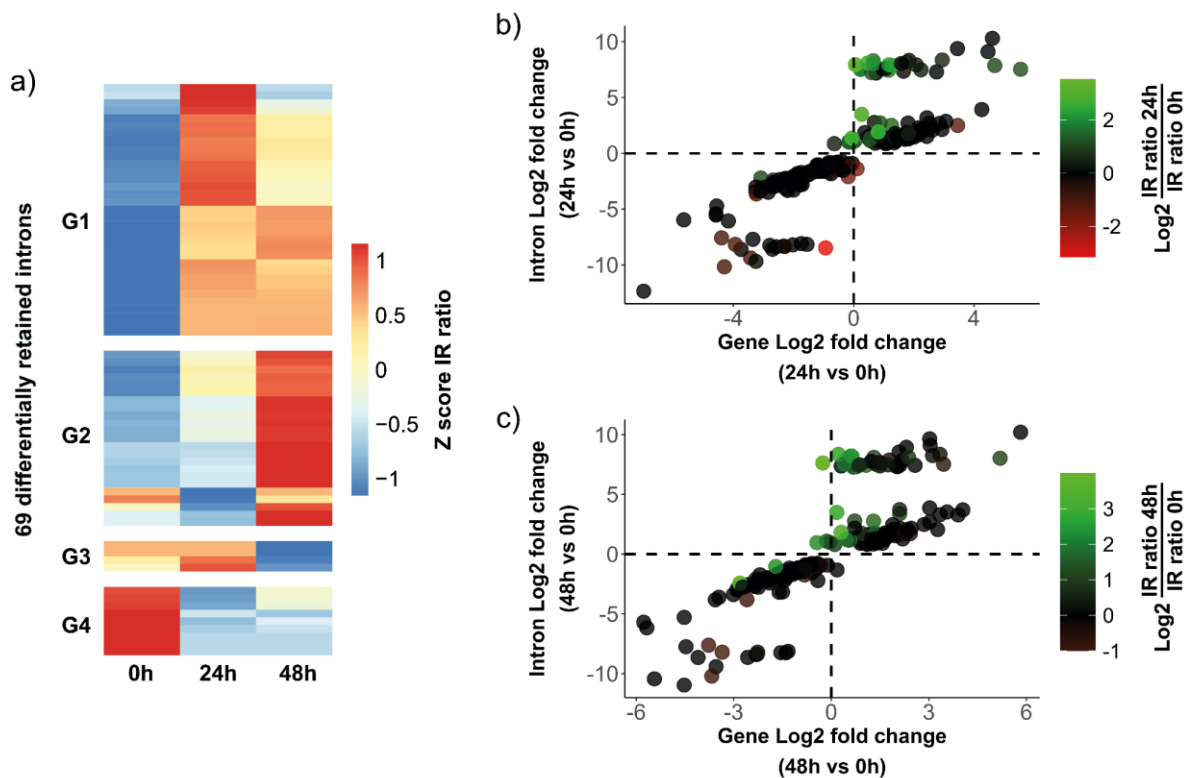 a)
69 differentially retained introns
G1
G2
G3
G4
0h 24h 48h
1
0.5
0
−0.5
−1
Z score IR ratio
b)
Intron Log2 fold change
(24h vs 0h)
10
5
0
-5
-10
-4 0 4
Gene Log2 fold change
(24h vs 0h)
2
0
-2
Log2 IR ratio 24h
IR ratio 0h
c)
Intron Log2 fold change
(48h vs 0h)
10
5
0
-5
-10
-6 -3 0 3 6
Gene Log2 fold change
(48h vs 0h)
3
2
1
0
-1
Log2 IR ratio 48h
IR ratio 0h